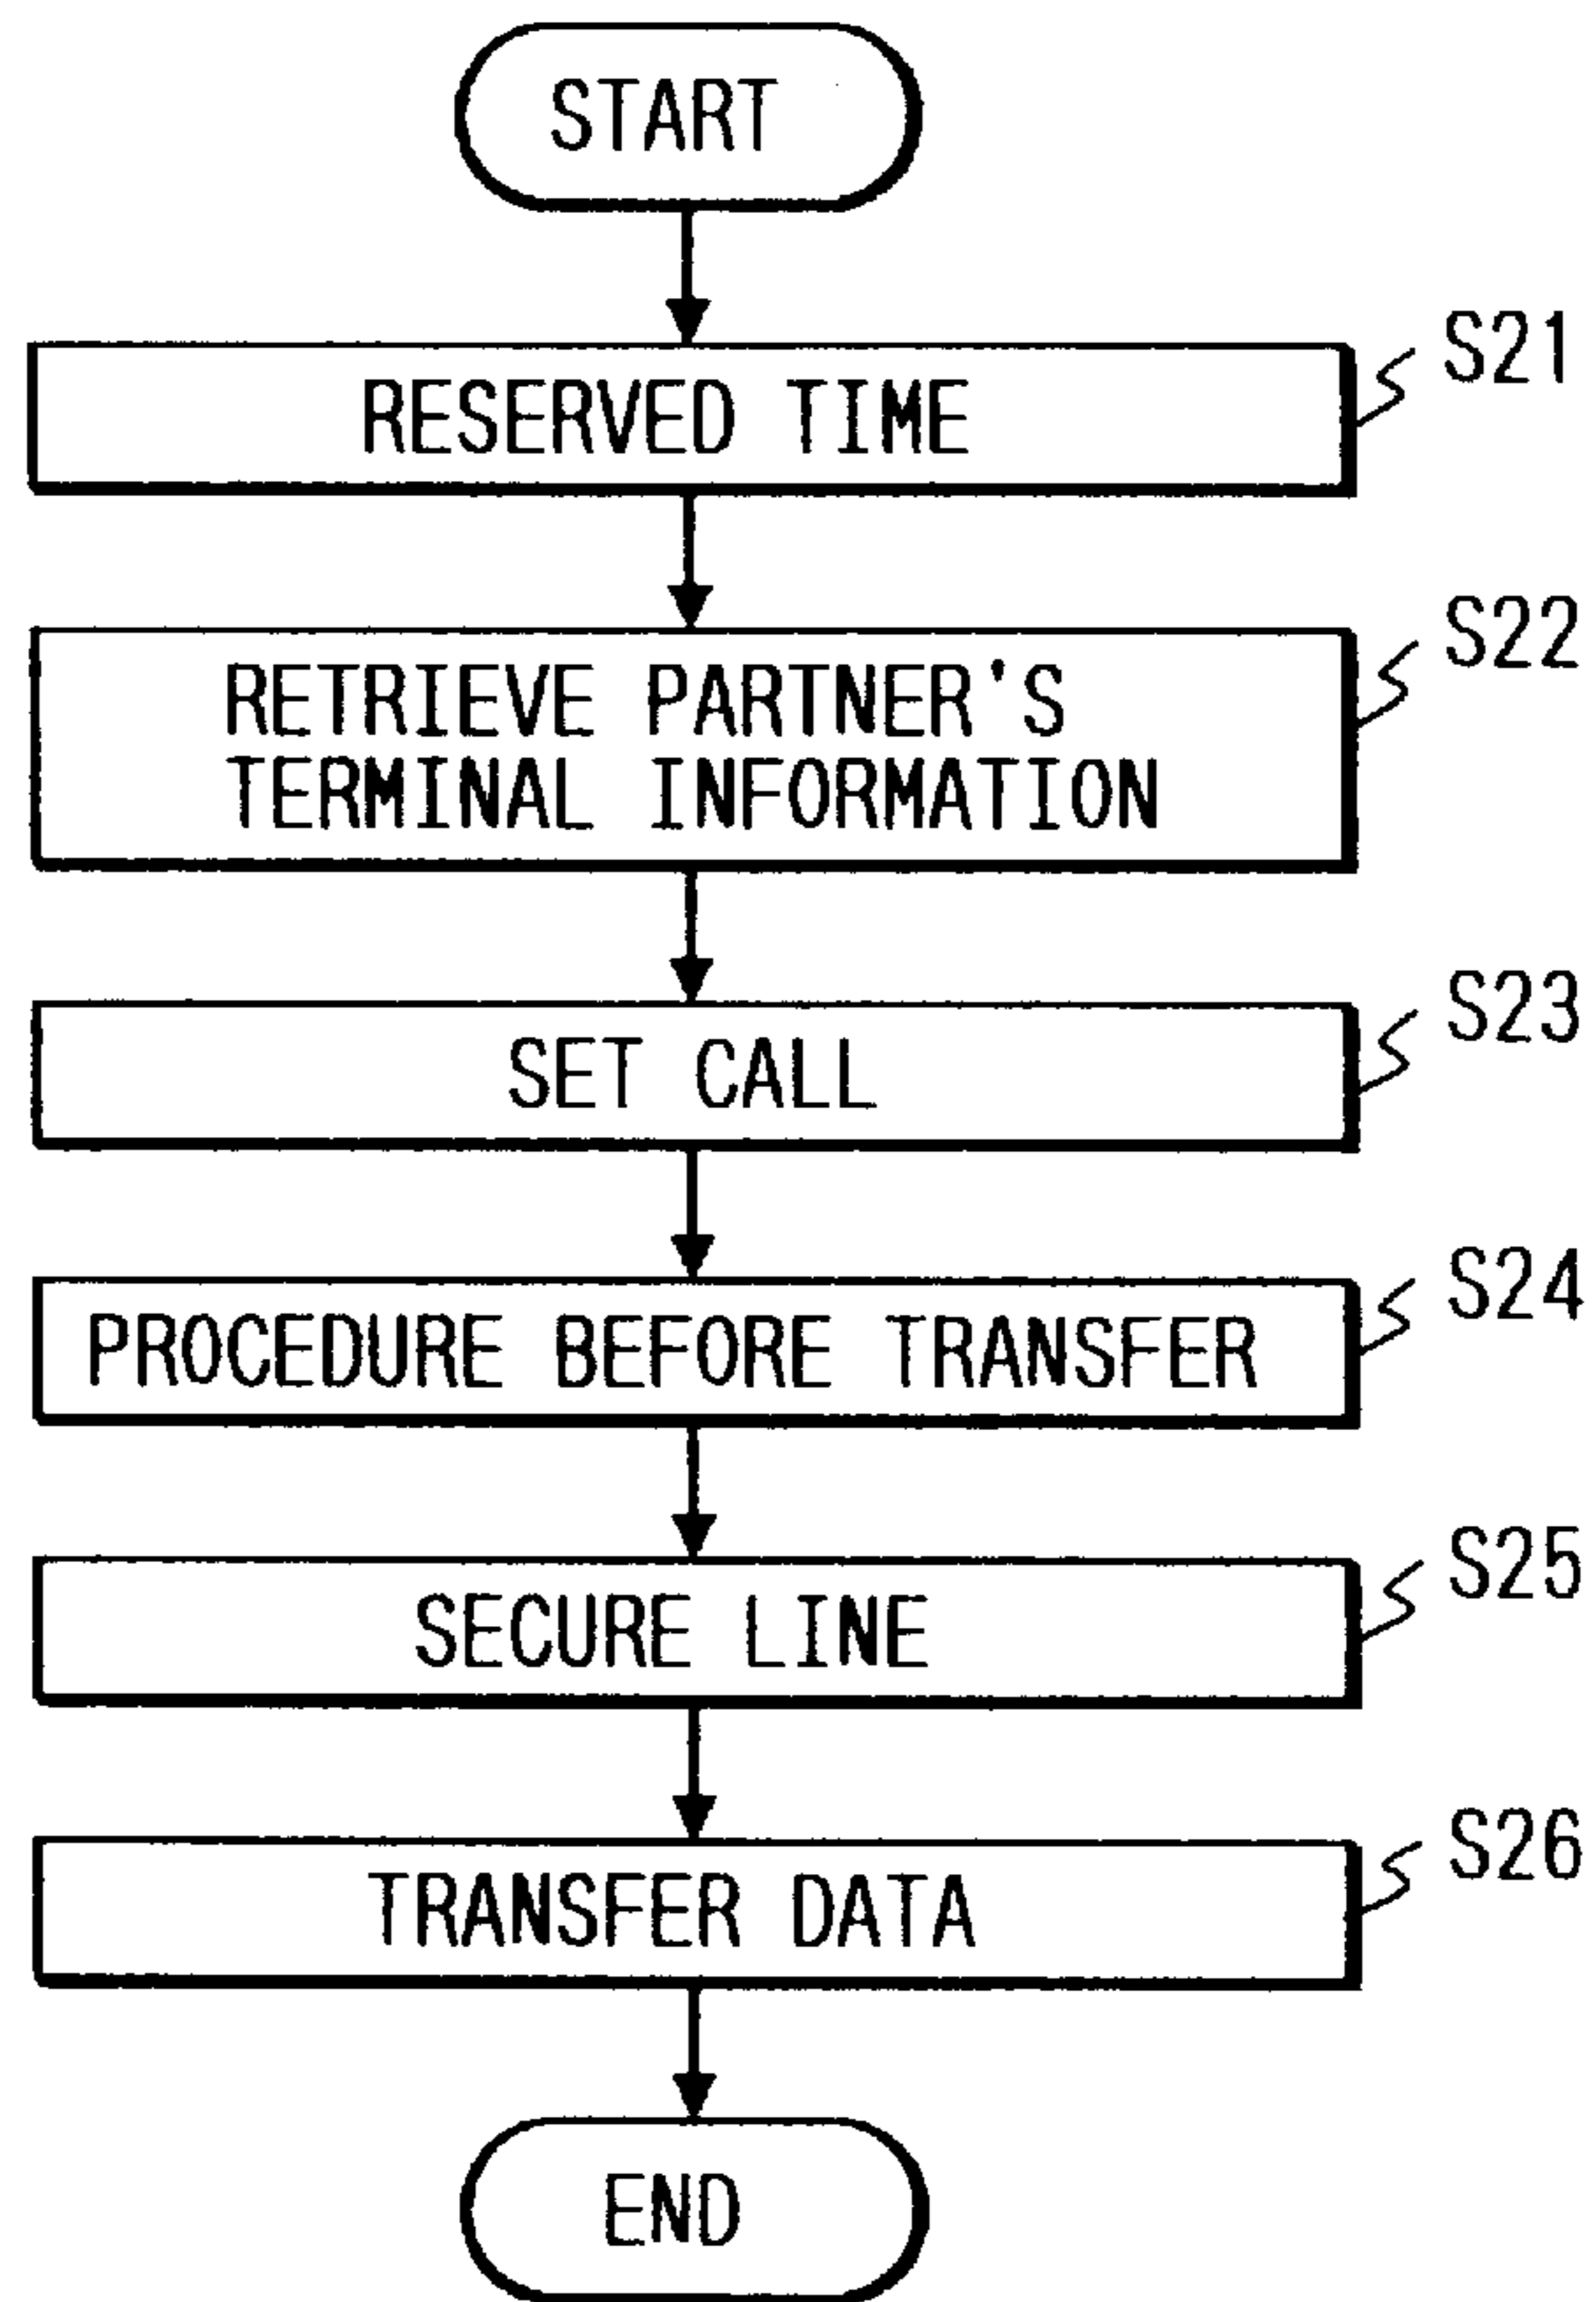 START
RESERVED TIME
S21
RETRIEVE PARTNER'S
TERMINAL INFORMATION
S22
SET CALL
S23
PROCEDURE BEFORE TRANSFER
S24
SECURE LINE
S25
TRANSFER DATA
S26
END